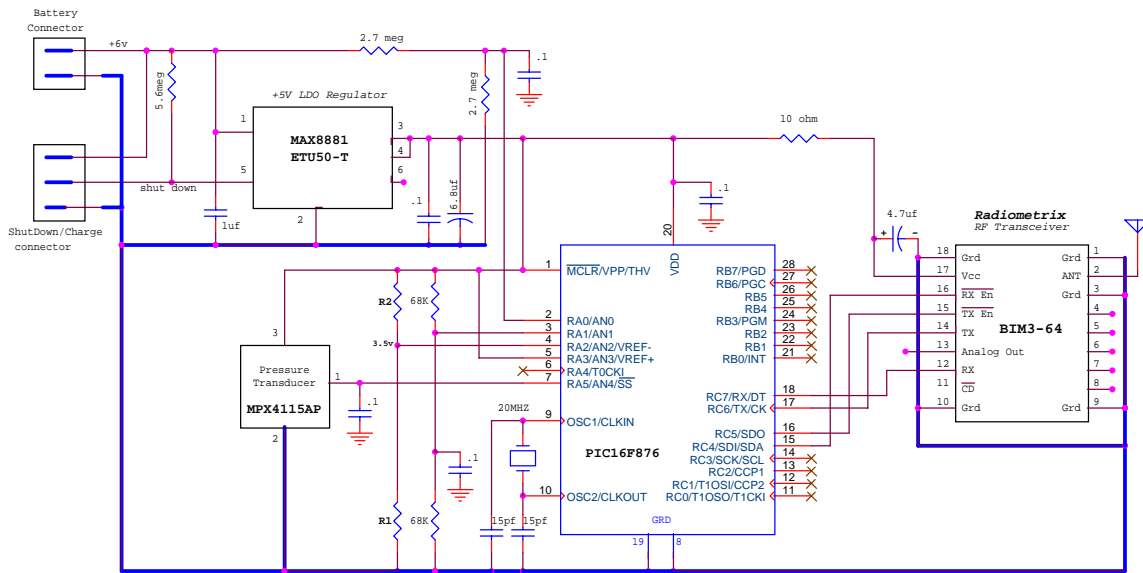 Battery
Connector
+6v
2.7 meg
.1
5.6meg
2.7 meg
+5V LDO Regulator
MAX8881
ETU50-T
1
5
3
4
6
2
shut down
ShutDown/Charge
connector
1uf
.1
6.8uf
10 ohm
.1
4.7uf
+
-
20
Radiometrix
RF Transceiver
BIM3-64
18 Grd
17 Vcc
16 RX En
15 TX En
14 TX
13 Analog Out
12 RX
11 CD
10 Grd
Grd 1
ANT 2
Grd 3
4
5
6
7
8
Grd 9
R2
68K
3.5v
3
Pressure
Transducer
MPX4115AP
1
2
.1
.1
R1
68K
20MHZ
15pf
15pf
1 MCLR/VPP/THV
2 RA0/AN0
3 RA1/AN1
4 RA2/AN2/VREF-
5 RA3/AN3/VREF+
6 RA4/T0CKI
7 RA5/AN4/SS
9 OSC1/CLKIN
10 OSC2/CLKOUT
VDD
PIC16F876
GRD
19
8
RB7/PGD 28
RB6/PGC 27
RB5 26
RB4 25
RB3/PGM 24
RB2 23
RB1 22
RB0/INT 21
RC7/RX/DT 18
RC6/TX/CK 17
RC5/SDO 16
RC4/SDI/SDA 15
RC3/SCK/SCL 14
RC2/CCP1 13
RC1/T1OSI/CCP2 12
RC0/T1OSO/T1CKI 11